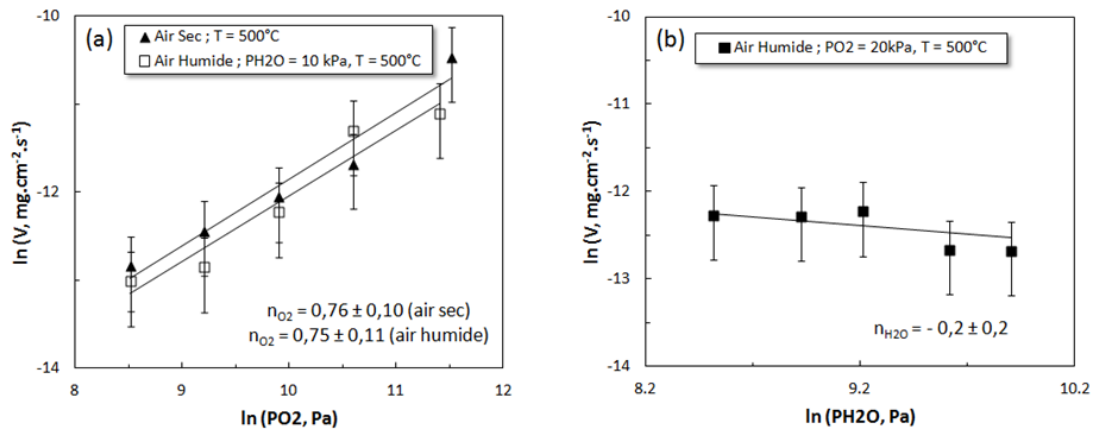 (a)
Air Sec ; T = 500°C
Air Humide ; PH2O = 10 kPa, T = 500°C
-10
-12
-14
ln (V, mg.cm-2.s-1)
nO2 = 0,76 ± 0,10 (air sec)
nO2 = 0,75 ± 0,11 (air humide)
8 9 10 11 12
ln (PO2, Pa)
(b)
Air Humide ; PO2 = 20kPa, T = 500°C
-10
-11
-12
-13
-14
ln (V, mg.cm-2.s-1)
nH2O = - 0,2 ± 0,2
8.2 9.2 10.2
ln (PH2O, Pa)